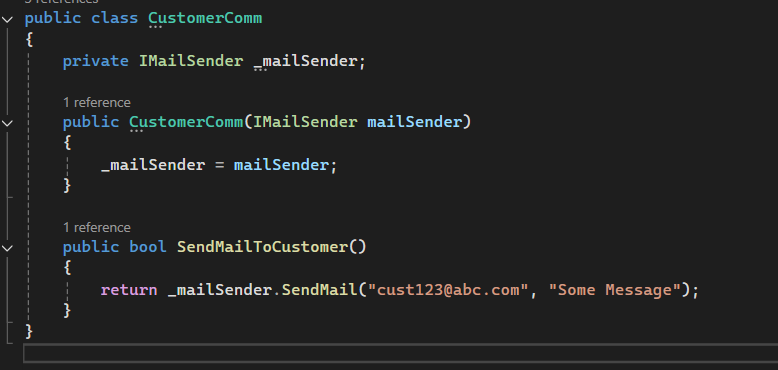 public class CustomerComm
{
private IMailSender _mailSender;
1 reference
public CustomerComm(IMailSender mailSender)
{
_mailSender = mailSender;
}
1 reference
public bool SendMailToCustomer()
{
return _mailSender.SendMail("cust123@abc.com", "Some Message");
}
}